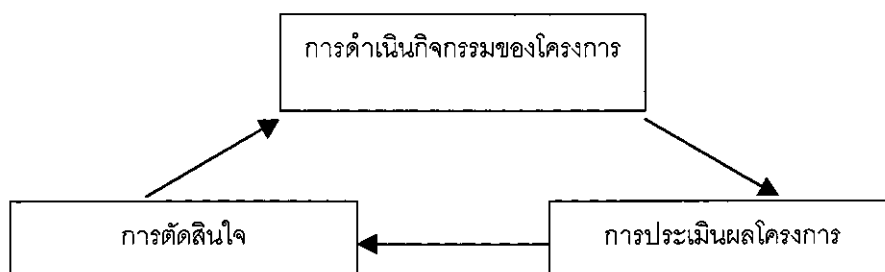 การดำเนินกิจกรรมของโครงการ
การตัดสินใจ
การประเมินผลโครงการ